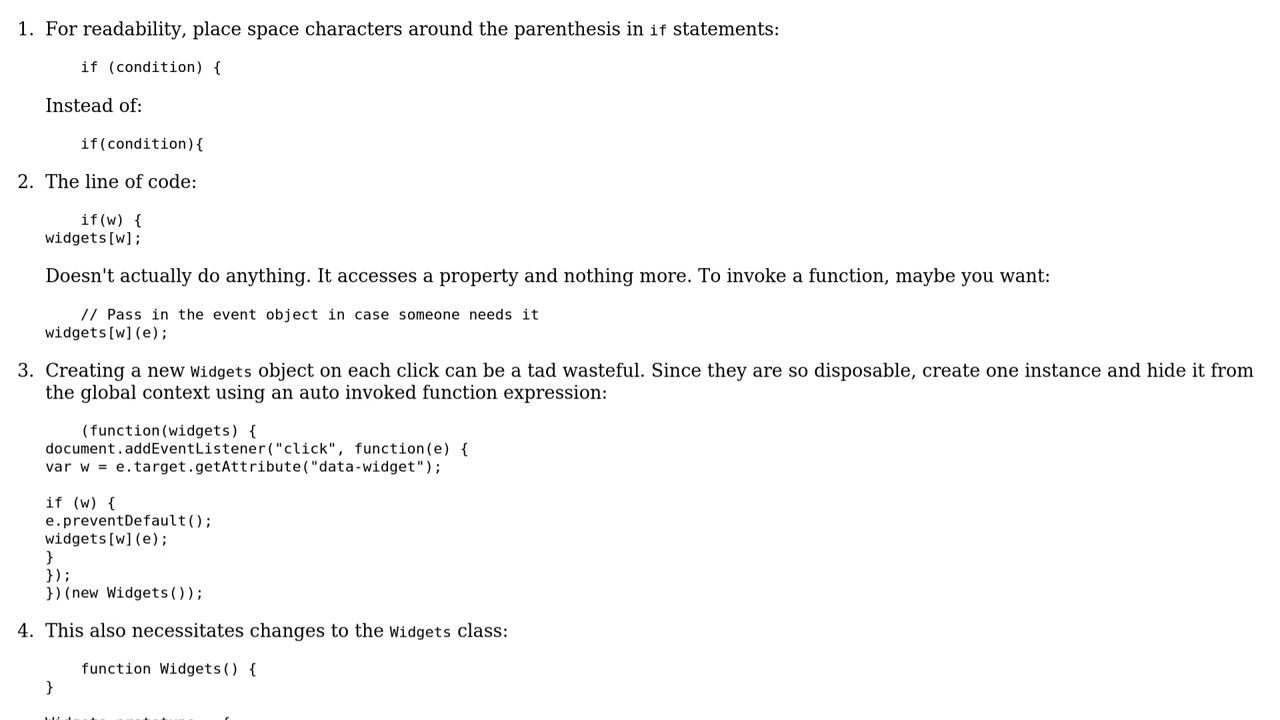 1. For readability, place space characters around the parenthesis in if statements:
if (condition) {
Instead of:
if(condition){
2. The line of code:
if(w) {
widgets[w];
Doesn't actually do anything. It accesses a property and nothing more. To invoke a function, maybe you want:
// Pass in the event object in case someone needs it
widgets[w](e);
3. Creating a new Widgets object on each click can be a tad wasteful. Since they are so disposable, create one instance and hide it from
the global context using an auto invoked function expression:
(function(widgets) {
document.addEventListener("click", function(e) {
var w = e.target.getAttribute("data-widget");
if (w) {
e.preventDefault();
widgets[w](e);
}
});
})(new Widgets());
4. This also necessitates changes to the Widgets class:
function Widgets() {
}